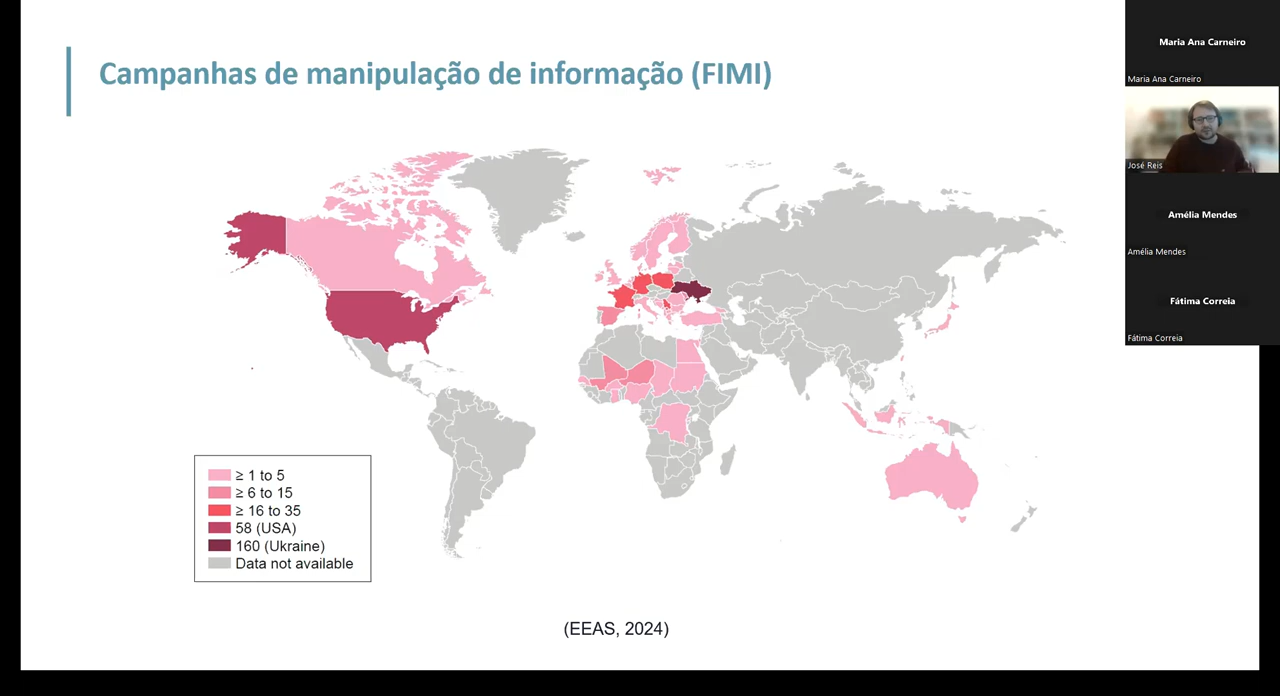 Campanhas de manipulação de informação (FIMI)
≥ 1 to 5
≥ 6 to 15
≥ 16 to 35
58 (USA)
160 (Ukraine)
Data not available
(EEAS, 2024)
Maria Ana Carneiro
Maria Ana Carneiro
José Reis
Amélia Mendes
Amélia Mendes
Fátima Correia
Fátima Correia